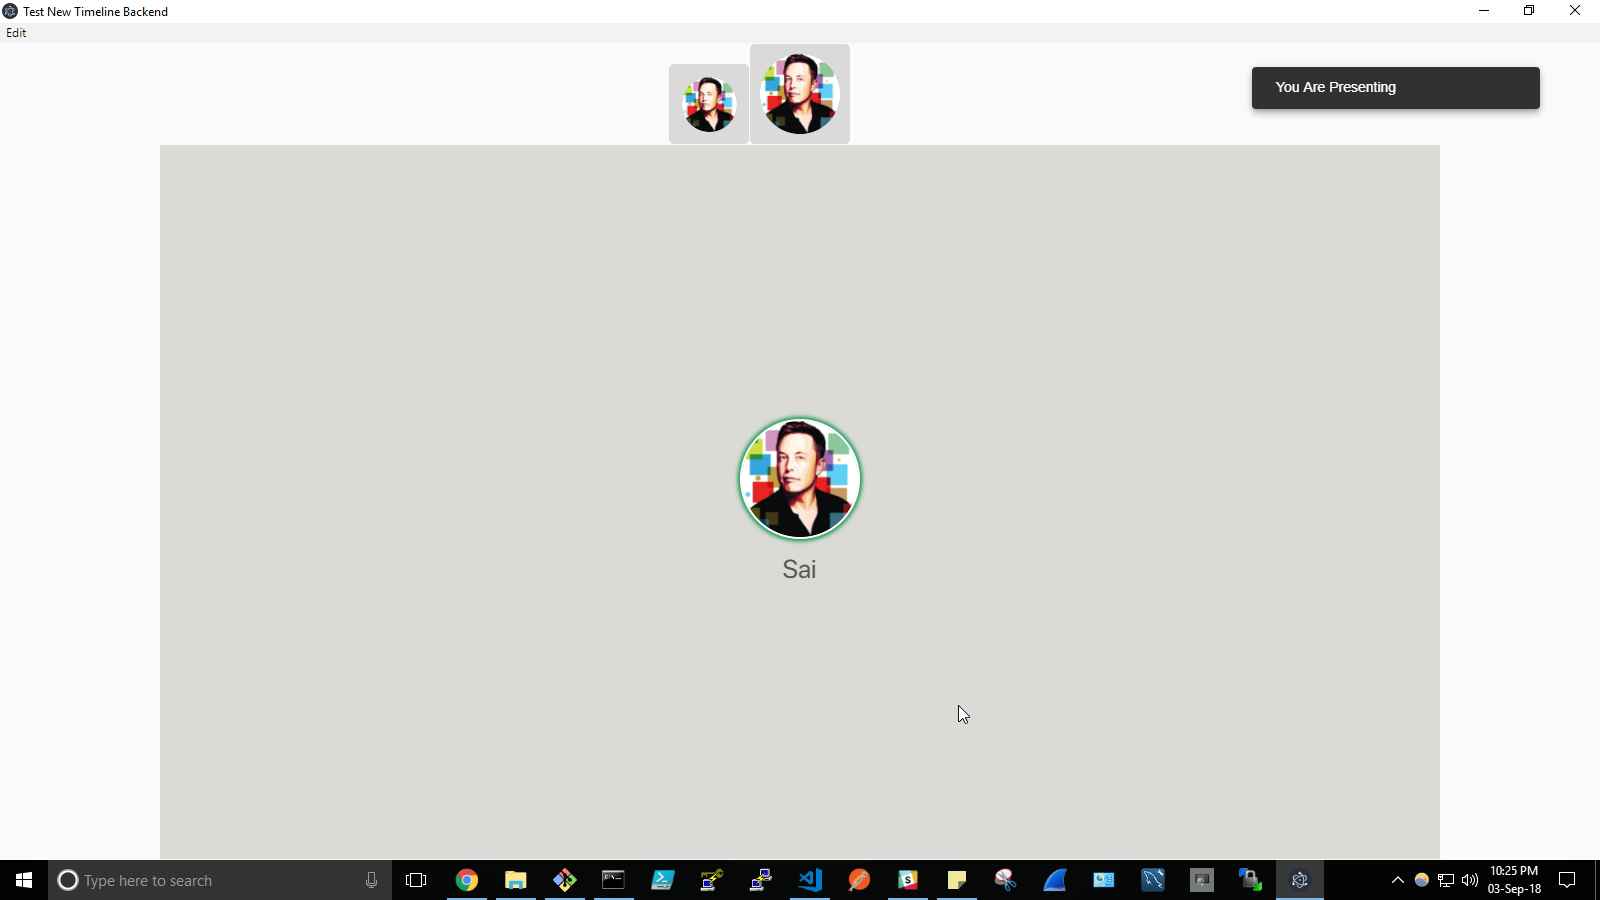 Test New Timeline Backend
Edit
You Are Presenting
Sai
Type here to search
10:25 PM
03-Sep-18